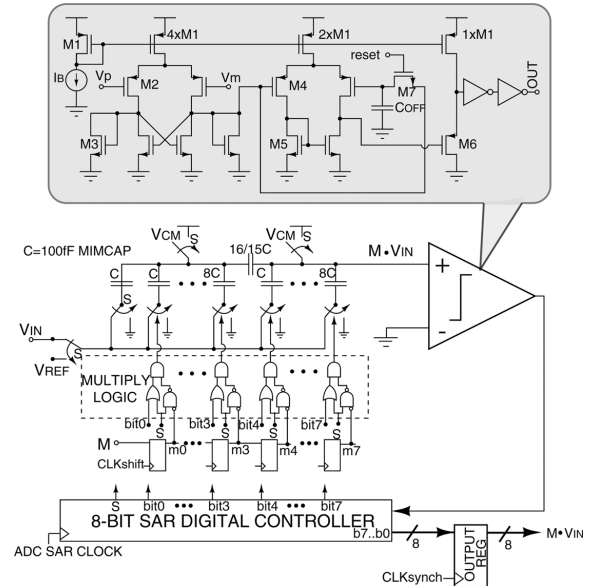 M1 4xM1 2xM1 1xM1
reset
IB Vp M2 Vm M4 M7 OUT
COFF
M3 M5 M6
VCM S VCM S
C=100fF MIMCAP 16/15C M•VIN
C C ••• 8C C ••• 8C
S
+
-
VIN
S
VREF
MULTIPLY ••• •••
LOGIC
bit0 bit3 bit4 bit7
S S S S
M m0 ••• m3 m4 ••• m7
CLKshift
S bit0 ••• bit3 bit4 ••• bit7
8-BIT SAR DIGITAL CONTROLLER
b7..b0 8 OUTPUT REG 8 M•VIN
ADC SAR CLOCK
CLKsynch